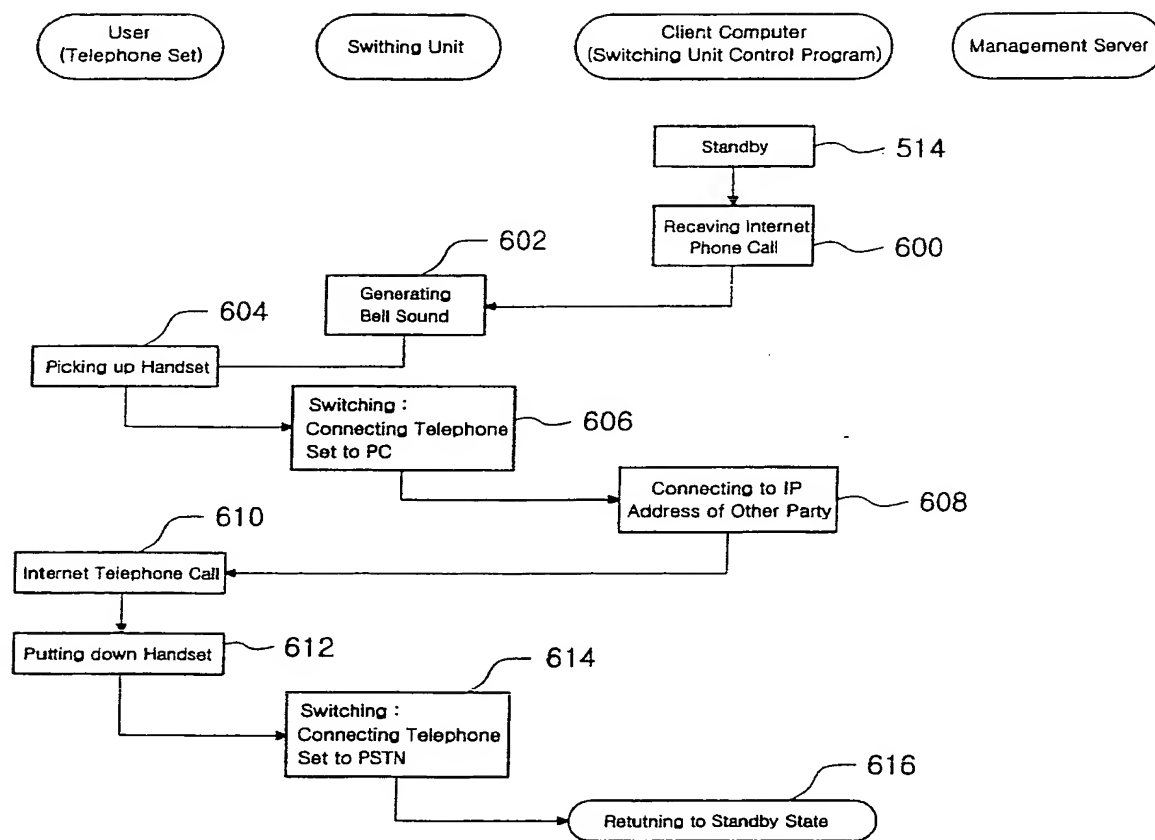 User
(Telephone Set)
Swithing Unit
Client Computer
(Switching Unit Control Program)
Management Server
Standby
514
Receving Internet
Phone Call
600
602
Generating
Bell Sound
604
Picking up Handset
Switching :
Connecting Telephone
Set to PC
606
Connecting to IP
Address of Other Party
608
610
Internet Telephone Call
Putting down Handset
612
614
Switching :
Connecting Telephone
Set to PSTN
616
Retutning to Standby State